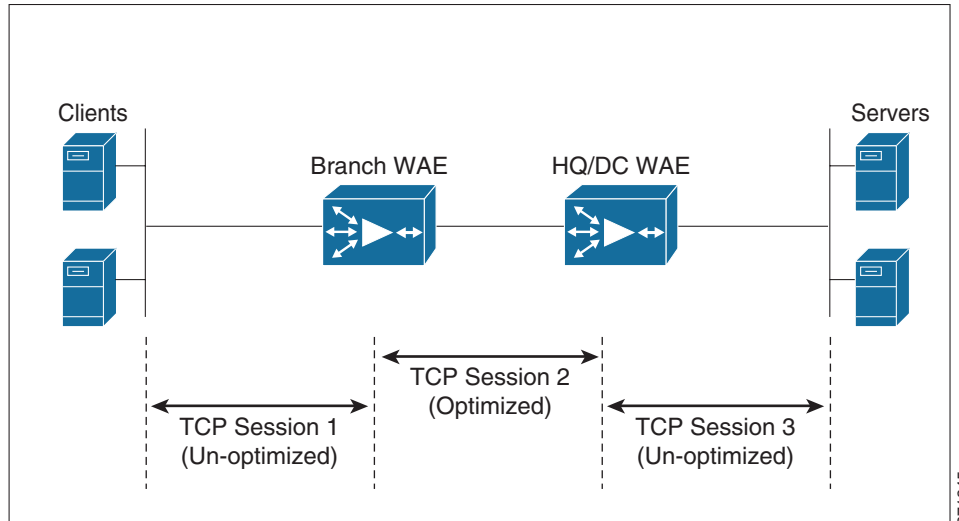 Clients
Servers
Branch WAE
HQ/DC WAE
TCP Session 2
(Optimized)
TCP Session 1
(Un-optimized)
TCP Session 3
(Un-optimized)